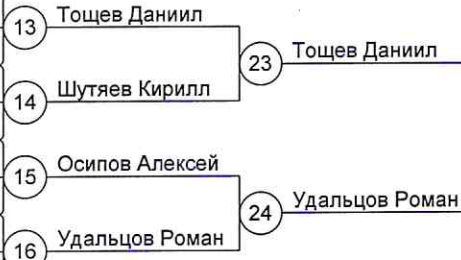 13 Тощев Даниил
23 Тощев Даниил
14 Шутяев Кирилл
15 Осипов Алексей
24 Удальцов Роман
16 Удальцов Роман